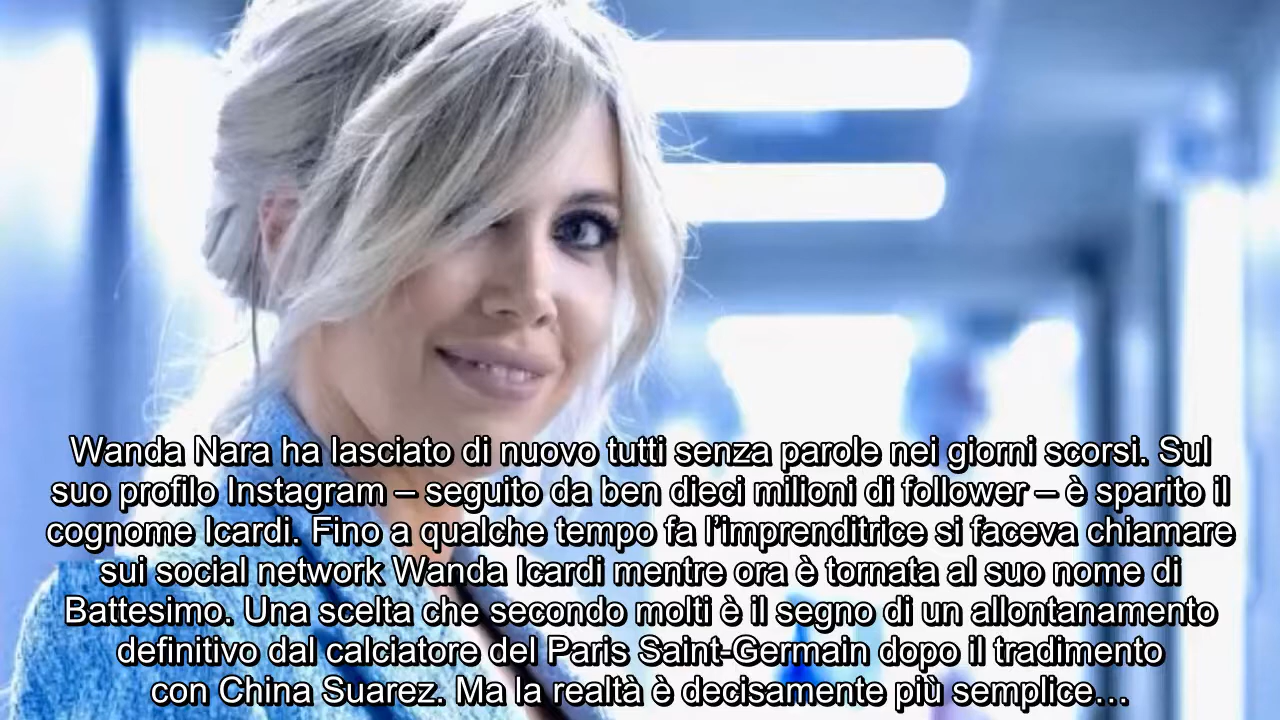 Wanda Nara ha lasciato di nuovo tutti senza parole nei giorni scorsi. Sul
suo profilo Instagram – seguito da ben dieci milioni di follower – è sparito il
cognome Icardi. Fino a qualche tempo fa l’imprenditrice si faceva chiamare
sui social network Wanda Icardi mentre ora è tornata al suo nome di
Battesimo. Una scelta che secondo molti è il segno di un allontanamento
definitivo dal calciatore del Paris Saint-Germain dopo il tradimento
con China Suarez. Ma la realtà è decisamente più semplice…